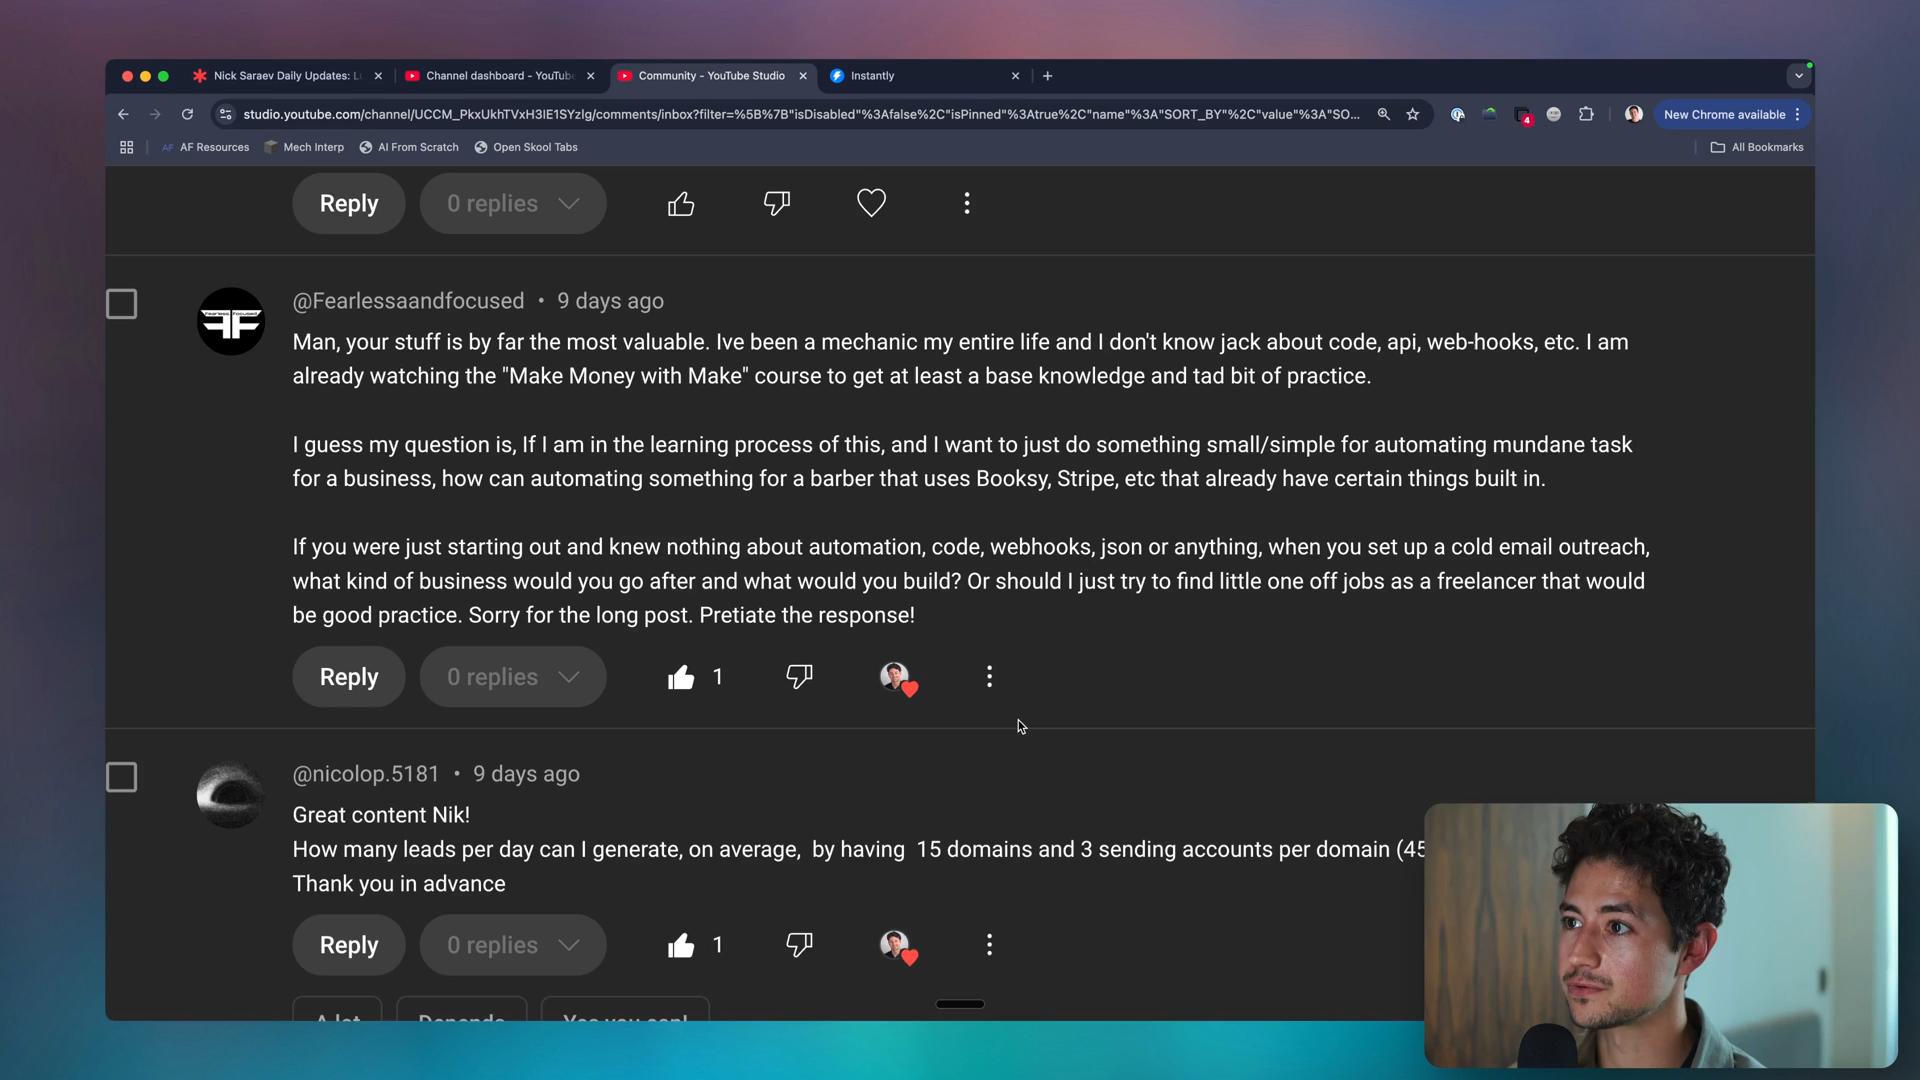 Nick Saraev Daily Updates: L
Channel dashboard - YouTube
Community - YouTube Studio
Instantly
studio.youtube.com/channel/UCCM_PkxUkhTVxH3lE1SYzlg/comments/inbox?filter=%5B%7B"isDisabled"%3Afalse%2C"isPinned"%3Atrue%2C"name"%3A"SORT_BY"%2C"value"%3A"SO...
4
New Chrome available
AF Resources
Mech Interp
AI From Scratch
Open Skool Tabs
All Bookmarks
Reply
0 replies
@Fearlessaandfocused • 9 days ago
Man, your stuff is by far the most valuable. Ive been a mechanic my entire life and I don't know jack about code, api, web-hooks, etc. I am
already watching the "Make Money with Make" course to get at least a base knowledge and tad bit of practice.
I guess my question is, If I am in the learning process of this, and I want to just do something small/simple for automating mundane task
for a business, how can automating something for a barber that uses Booksy, Stripe, etc that already have certain things built in.
If you were just starting out and knew nothing about automation, code, webhooks, json or anything, when you set up a cold email outreach,
what kind of business would you go after and what would you build? Or should I just try to find little one off jobs as a freelancer that would
be good practice. Sorry for the long post. Pretiate the response!
Reply
0 replies
1
@nicolop.5181 • 9 days ago
Great content Nik!
How many leads per day can I generate, on average, by having 15 domains and 3 sending accounts per domain (45
Thank you in advance
Reply
0 replies
1
A lot
Depends
Yes you can!